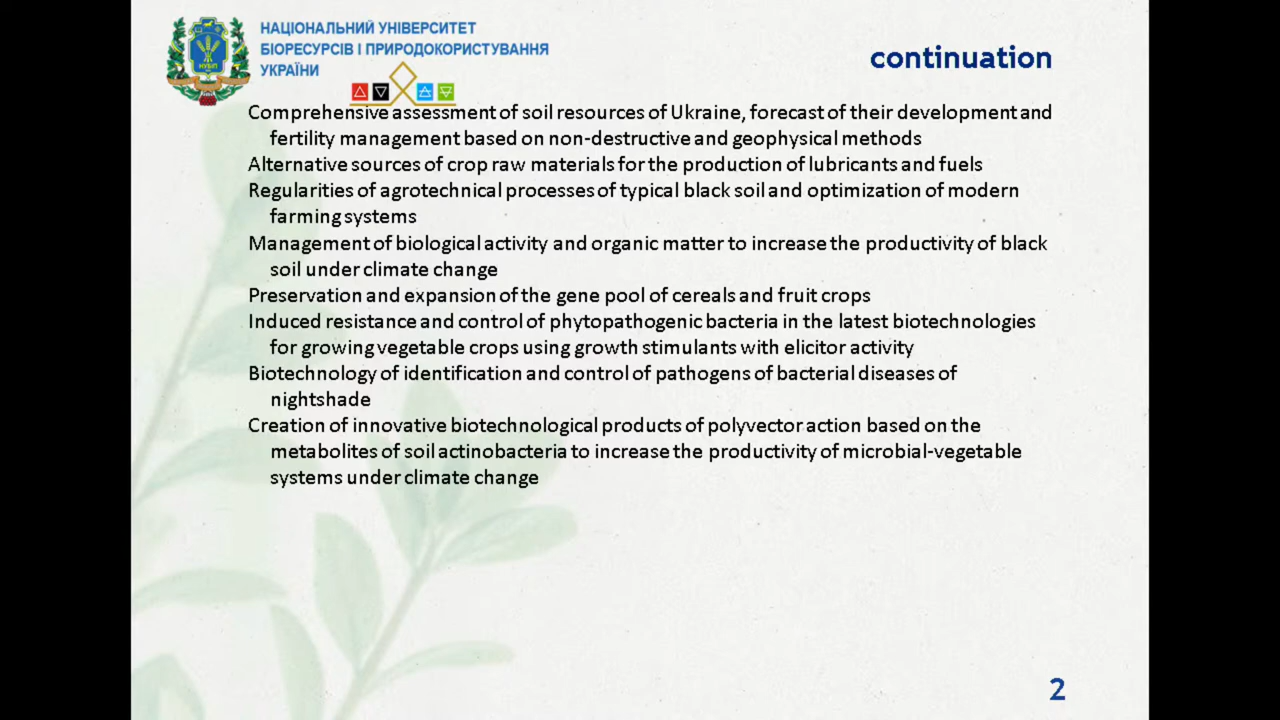 НАЦІОНАЛЬНИЙ УНІВЕРСИТЕТ
БІОРЕСУРСІВ І ПРИРОДОКОРИСТУВАННЯ
УКРАЇНИ
continuation
Comprehensive assessment of soil resources of Ukraine, forecast of their development and
fertility management based on non-destructive and geophysical methods
Alternative sources of crop raw materials for the production of lubricants and fuels
Regularities of agrotechnical processes of typical black soil and optimization of modern
farming systems
Management of biological activity and organic matter to increase the productivity of black
soil under climate change
Preservation and expansion of the gene pool of cereals and fruit crops
Induced resistance and control of phytopathogenic bacteria in the latest biotechnologies
for growing vegetable crops using growth stimulants with elicitor activity
Biotechnology of identification and control of pathogens of bacterial diseases of
nightshade
Creation of innovative biotechnological products of polyvector action based on the
metabolites of soil actinobacteria to increase the productivity of microbial-vegetable
systems under climate change
2